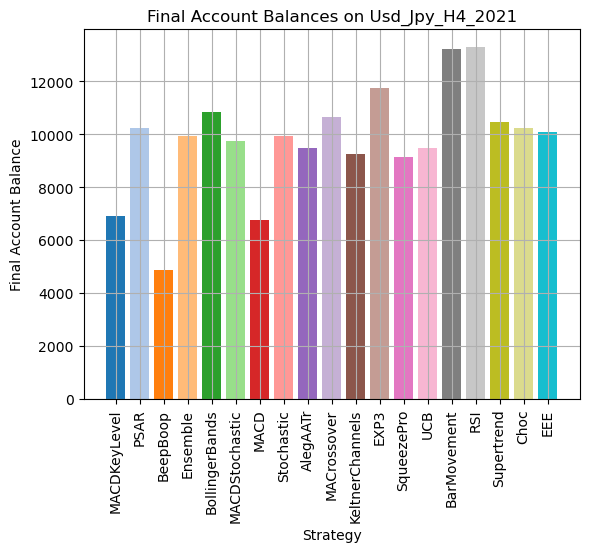 Final Account Balances on Usd_Jpy_H4_2021
Final Account Balance
12000
10000
8000
6000
4000
2000
0
MACDKeyLevel
PSAR
BeepBoop
Ensemble
BollingerBands
MACDStochastic
MACD
Stochastic
AlegAATr
MACrossover
KeltnerChannels
EXP3
SqueezePro
UCB
BarMovement
RSI
Supertrend
Choc
EEE
Strategy